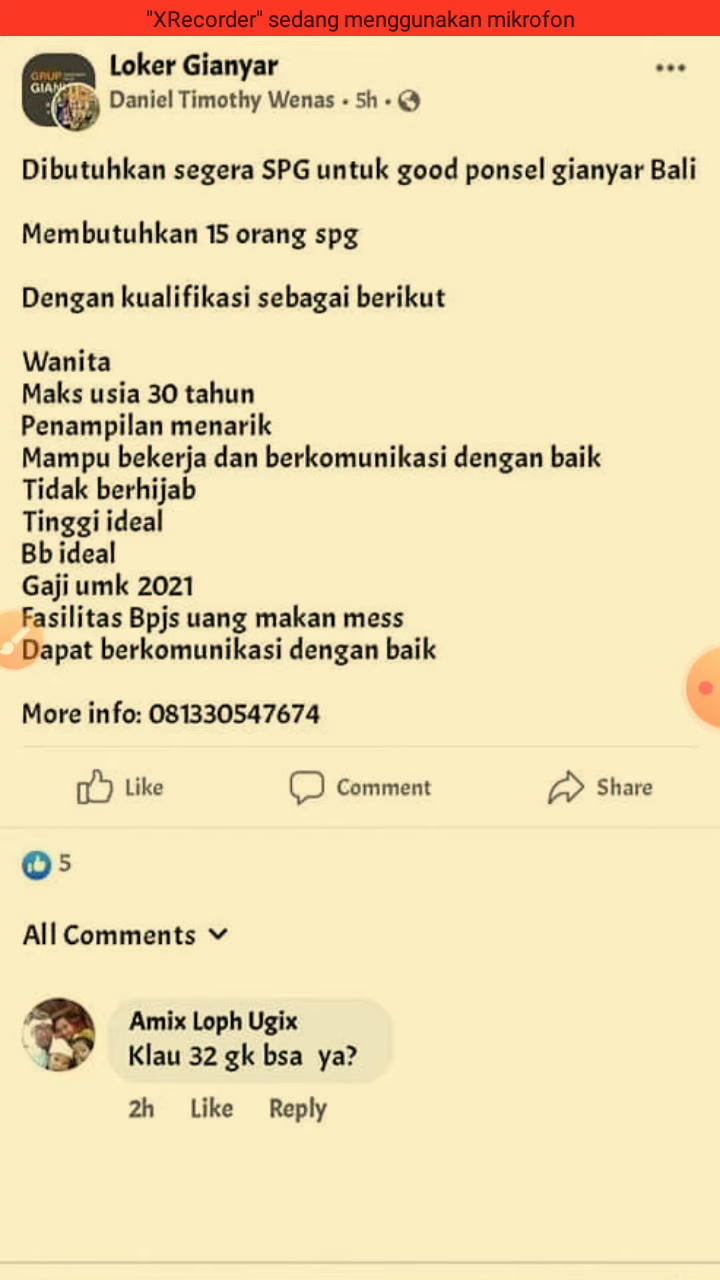 "XRecorder" sedang menggunakan mikrofon
GRUP
GIAN
Loker Gianyar
Daniel Timothy Wenas • 5h •
Dibutuhkan segera SPG untuk good ponsel gianyar Bali
Membutuhkan 15 orang spg
Dengan kualifikasi sebagai berikut
Wanita
Maks usia 30 tahun
Penampilan menarik
Mampu bekerja dan berkomunikasi dengan baik
Tidak berhijab
Tinggi ideal
Bb ideal
Gaji umk 2021
Fasilitas Bpjs uang makan mess
Dapat berkomunikasi dengan baik
More info: 081330547674
Like Comment Share
5
All Comments
Amix Loph Ugix
Klau 32 gk bsa ya?
2h Like Reply